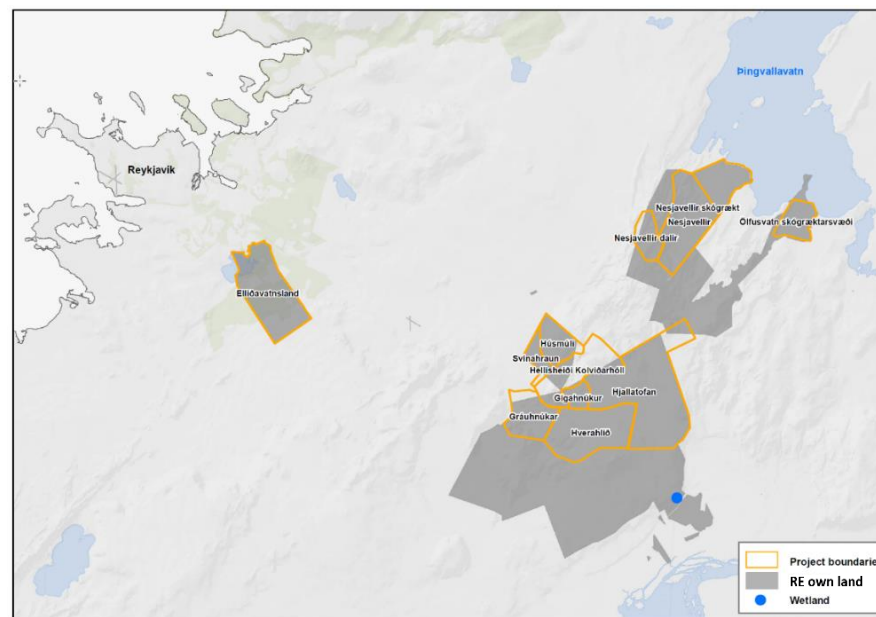 Þingvallavatn
Reykjavík
Nesjavellir skógrækt
Nesjavellir
Ölfusvatn skógræktarsvæði
Nesjavellir dalir
Elliðavatnsland
Húsmúli
Svínahraun
Hellisheiði Kolviðarhóll
Hjallatofan
Gígahnúkur
Gráuhnúkar
Hverahlíð
Project boundarie
RE own land
Wetland